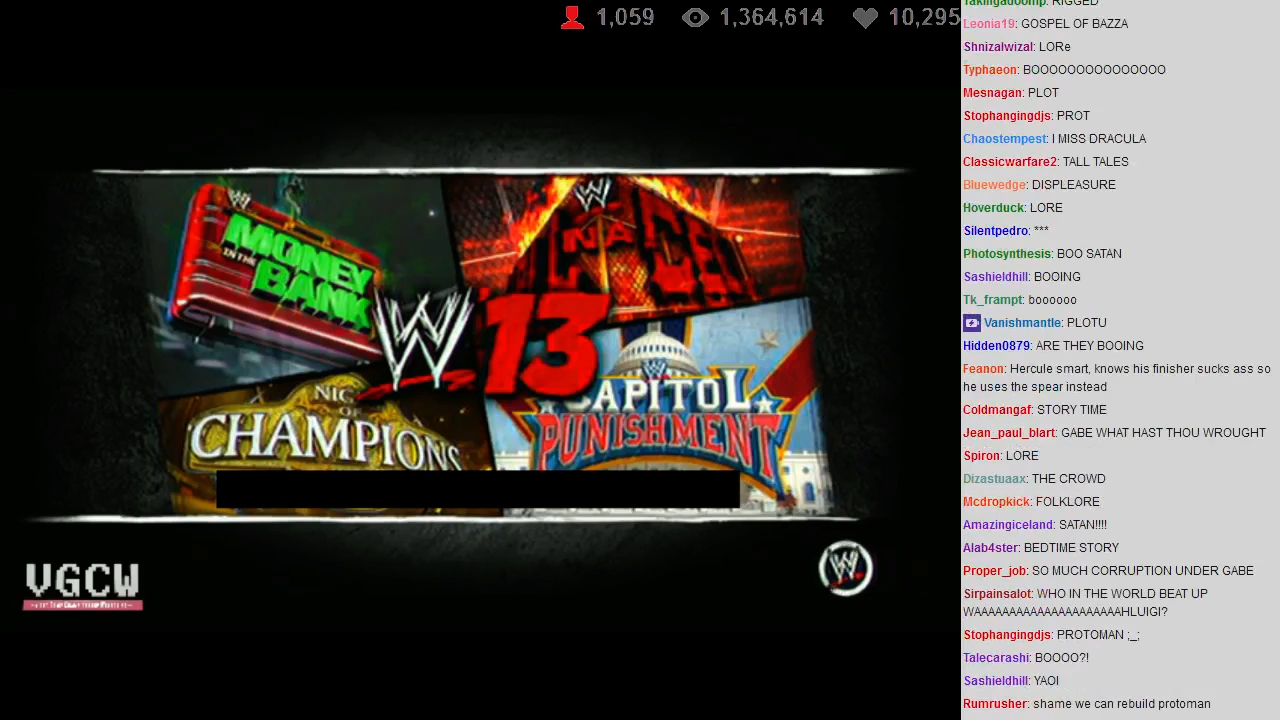 1,059 1,364,614 10,295
MONEY
IN THE
BANK
13
NIG
OF
CHAMPIONS
CAPITOL
PUNISHMENT
VGCW
Takingadoomp: RIGGED
Leonia19: GOSPEL OF BAZZA
Shnizalwizal: LORe
Typhaeon: BOOOOOOOOOOOOOOO
Mesnagan: PLOT
Stophangingdjs: PROT
Chaostempest: I MISS DRACULA
Classicwarfare2: TALL TALES
Bluewedge: DISPLEASURE
Hoverduck: LORE
Silentpedro: ***
Photosynthesis: BOO SATAN
Sashieldhill: BOOING
Tk_frampt: boooooo
Vanishmantle: PLOTU
Hidden0879: ARE THEY BOOING
Feanon: Hercule smart, knows his finisher sucks ass so
he uses the spear instead
Coldmangaf: STORY TIME
Jean_paul_blart: GABE WHAT HAST THOU WROUGHT
Spiron: LORE
Dizastuaax: THE CROWD
Mcdropkick: FOLKLORE
Amazingiceland: SATAN!!!!
Alab4ster: BEDTIME STORY
Proper_job: SO MUCH CORRUPTION UNDER GABE
Sirpainsalot: WHO IN THE WORLD BEAT UP
WAAAAAAAAAAAAAAAAAAAAHLUIGI?
Stophangingdjs: PROTOMAN ;_;
Talecarashi: BOOOO?!
Sashieldhill: YAOI
Rumrusher: shame we can rebuild protoman